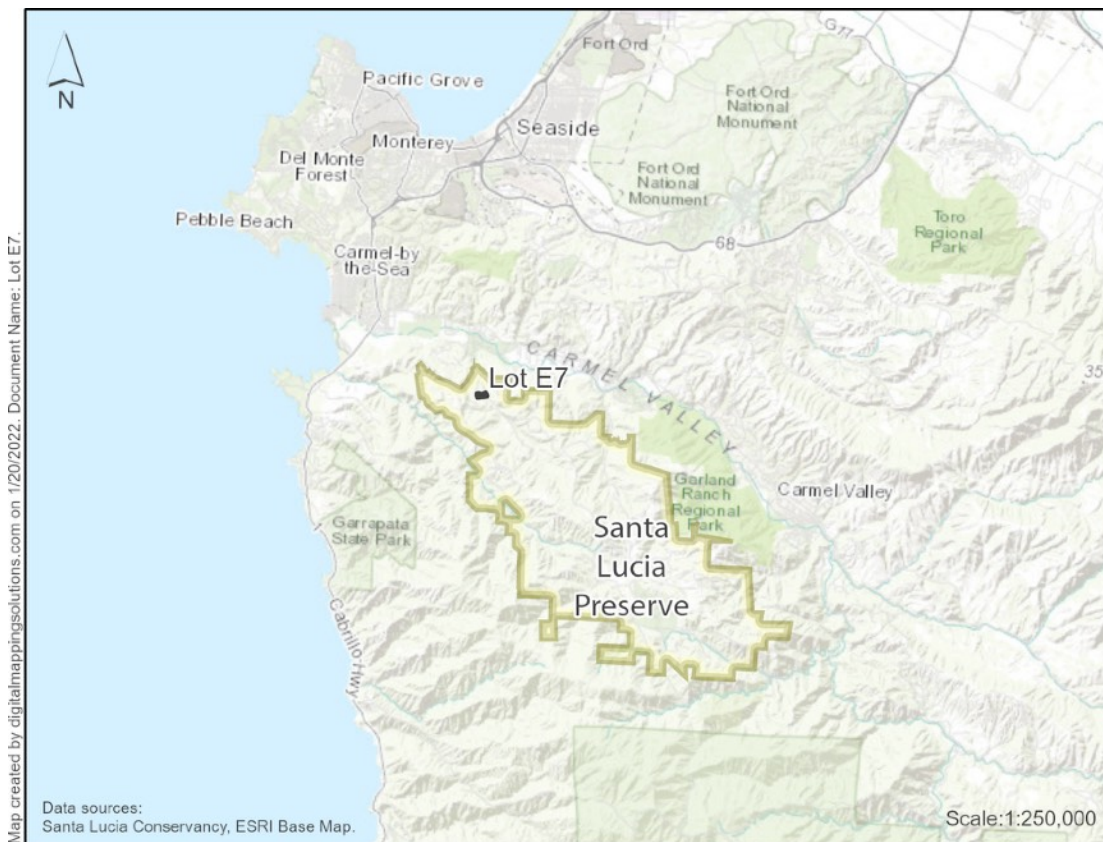 G17
Fort Ord
Pacific Grove
Fort Ord
National
Monument
Seaside
Monterey
Del Monte
Forest
Fort Ord
National
Monument
Pebble Beach
Toro
Regional
Park
68
Carmel-by
the-Sea
CARMEL VALLEY
Lot E7
35
Garland
Ranch
Regional
Park
Carmel Valley
Garrapata
State Park
1
Santa
Lucia
Preserve
Cabrillo Hwy
N
Map created by digitalmappingsolutions.com on 1/20/2022. Document Name: Lot E7.
Data sources:
Santa Lucia Conservancy, ESRI Base Map.
Scale:1:250,000